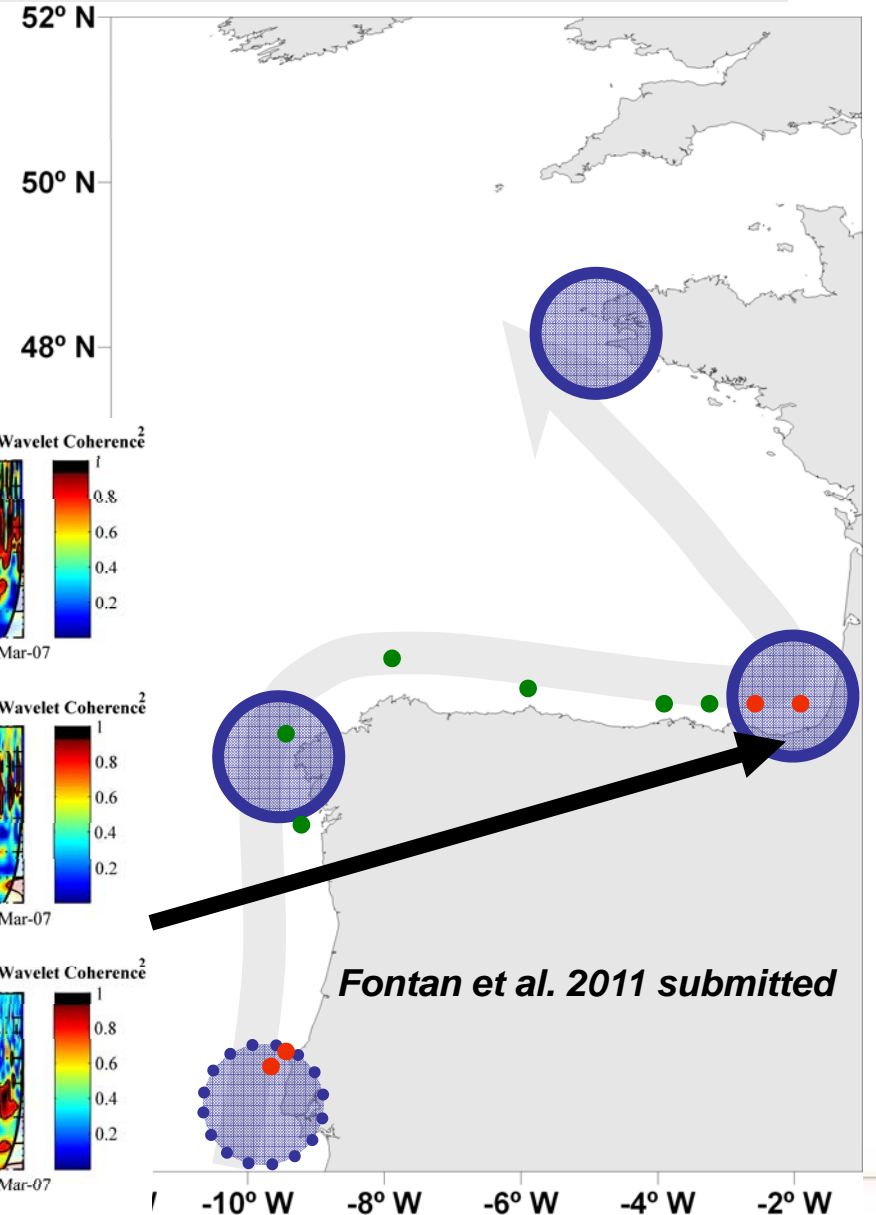 52º N
50º N
48º N
Wavelet Coherence²
1
0.8
0.6
0.4
0.2
Mar-07
Wavelet Coherence²
1
0.8
0.6
0.4
0.2
Mar-07
Wavelet Coherence²
1
0.8
0.6
0.4
0.2
Mar-07
Fontan et al. 2011 submitted
-10º W
-8º W
-6º W
-4º W
-2º W